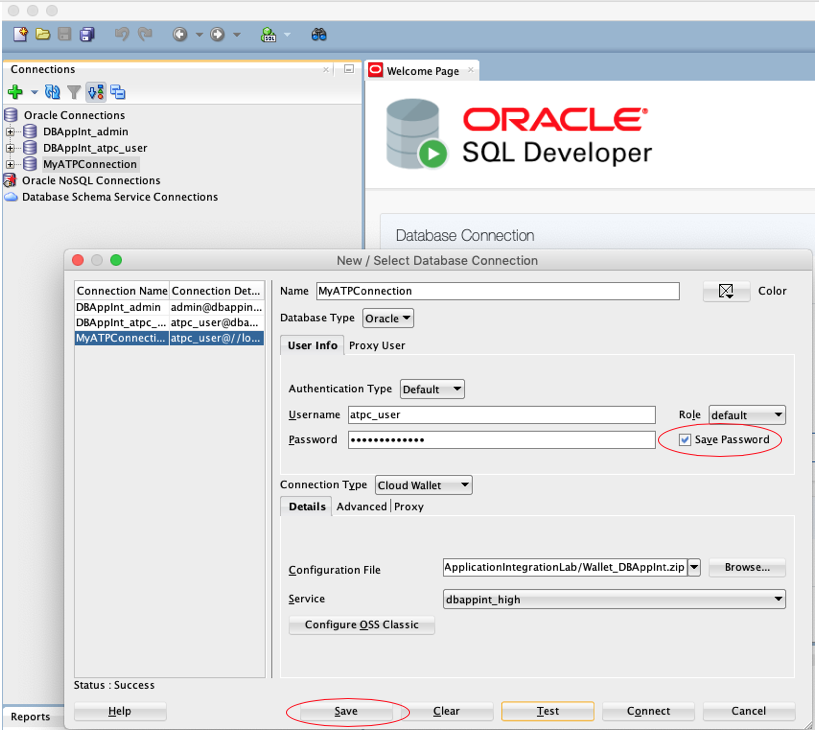 Connections
Welcome Page
Oracle Connections
DBAppInt_admin
DBAppInt_atpc_user
MyATPConnection
Oracle NoSQL Connections
Database Schema Service Connections
SQL
ORACLE
SQL Developer
Database Connection
New / Select Database Connection
Connection Name Connection Det...
DBAppInt_admin admin@dbappin...
DBAppInt_atpc_... atpc_user@dba...
MyATPConnecti... atpc_user@//lo...
Name MyATPConnection Color
Database Type Oracle
User Info Proxy User
Authentication Type Default
Username atpc_user Role default
Password ••••••••••••• Save Password
Connection Type Cloud Wallet
Details Advanced Proxy
Configuration File ApplicationIntegrationLab/Wallet_DBAppInt.zip Browse...
Service dbappint_high
Configure OSS Classic
Status : Success
Reports Help Save Clear Test Connect Cancel